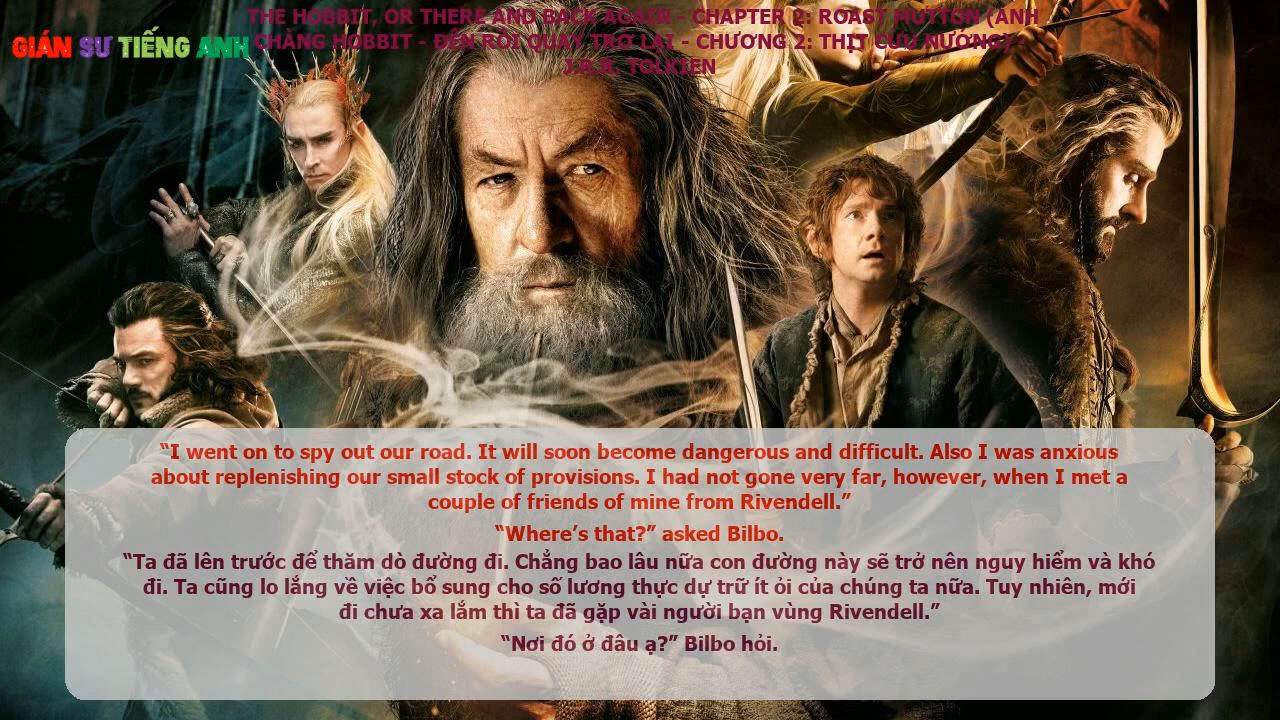 THE HOBBIT, OR THERE AND BACK AGAIN - CHAPTER 2: ROAST MUTTON (ANH
CHÀNG HOBBIT - ĐẾN RỒI QUAY TRỞ LẠI - CHƯƠNG 2: THỊT CỪU NƯỚNG) -
J.R.R. TOLKIEN
GIÁN SƯ TIẾNG ANH
“I went on to spy out our road. It will soon become dangerous and difficult. Also I was anxious
about replenishing our small stock of provisions. I had not gone very far, however, when I met a
couple of friends of mine from Rivendell.”
“Where’s that?” asked Bilbo.
“Ta đã lên trước để thăm dò đường đi. Chẳng bao lâu nữa con đường này sẽ trở nên nguy hiểm và khó
đi. Ta cũng lo lắng về việc bổ sung cho số lương thực dự trữ ít ỏi của chúng ta nữa. Tuy nhiên, mới
đi chưa xa lắm thì ta đã gặp vài người bạn vùng Rivendell.”
“Nơi đó ở đâu ạ?” Bilbo hỏi.